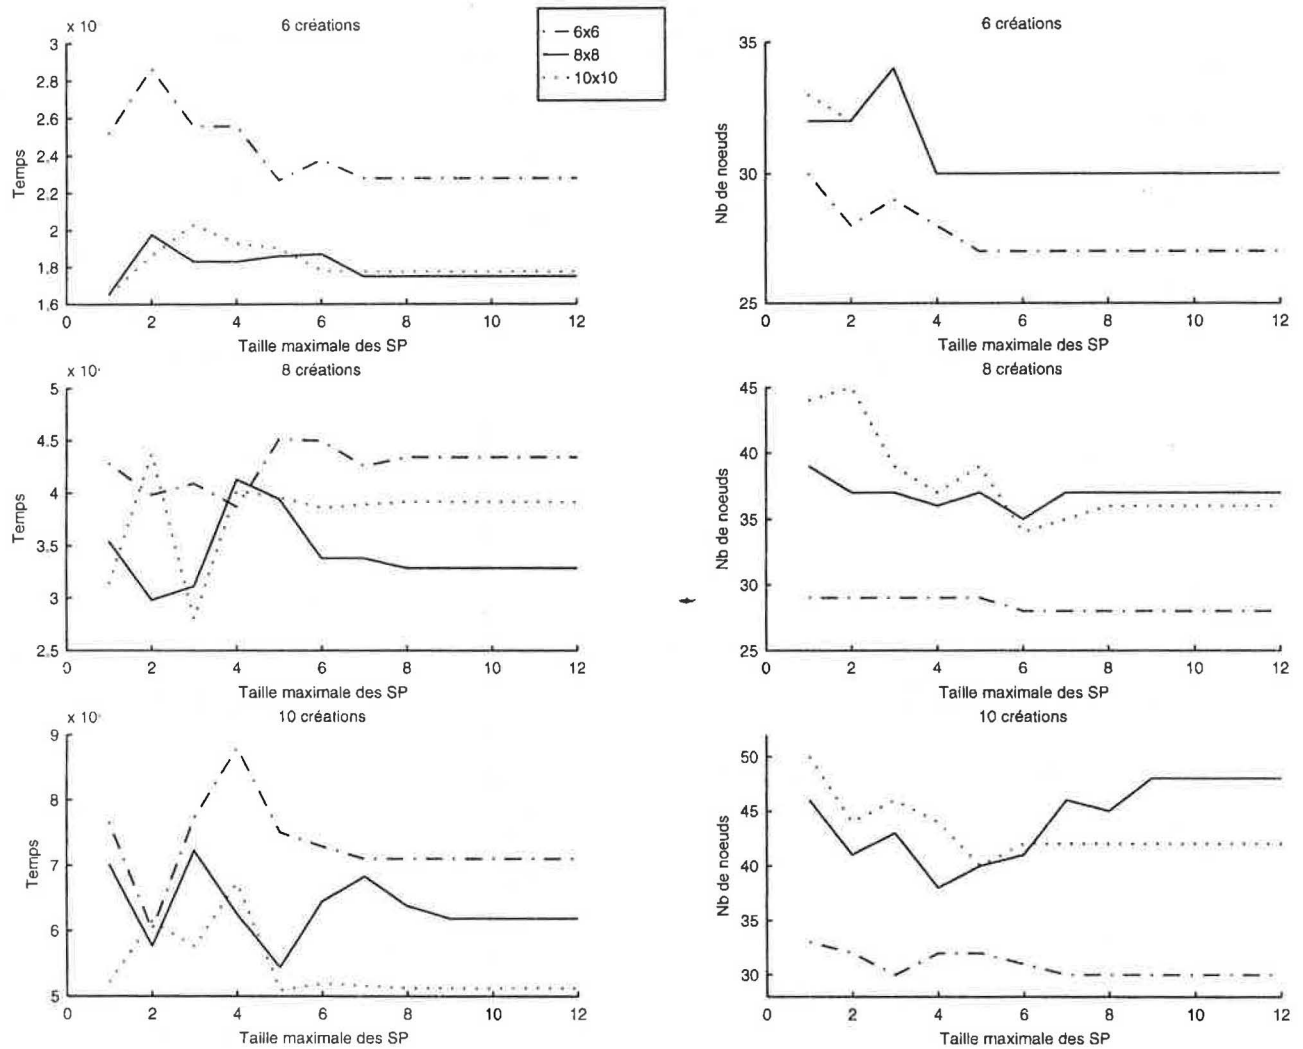 6 créations
x 10
3
2.8
2.6
2.4
2.2
2
1.8
1.6
Temps
0 2 4 6 8 10 12
Taille maximale des SP
6x6
8x8
10x10
6 créations
35
30
25
Nb de noeuds
0 2 4 6 8 10 12
Taille maximale des SP
8 créations
x 10
5
4.5
4
3.5
3
2.5
Temps
0 2 4 6 8 10 12
Taille maximale des SP
8 créations
45
40
35
30
25
Nb de noeuds
0 2 4 6 8 10 12
Taille maximale des SP
10 créations
x 10
9
8
7
6
5
Temps
0 2 4 6 8 10 12
Taille maximale des SP
10 créations
50
45
40
35
30
Nb de noeuds
0 2 4 6 8 10 12
Taille maximale des SP